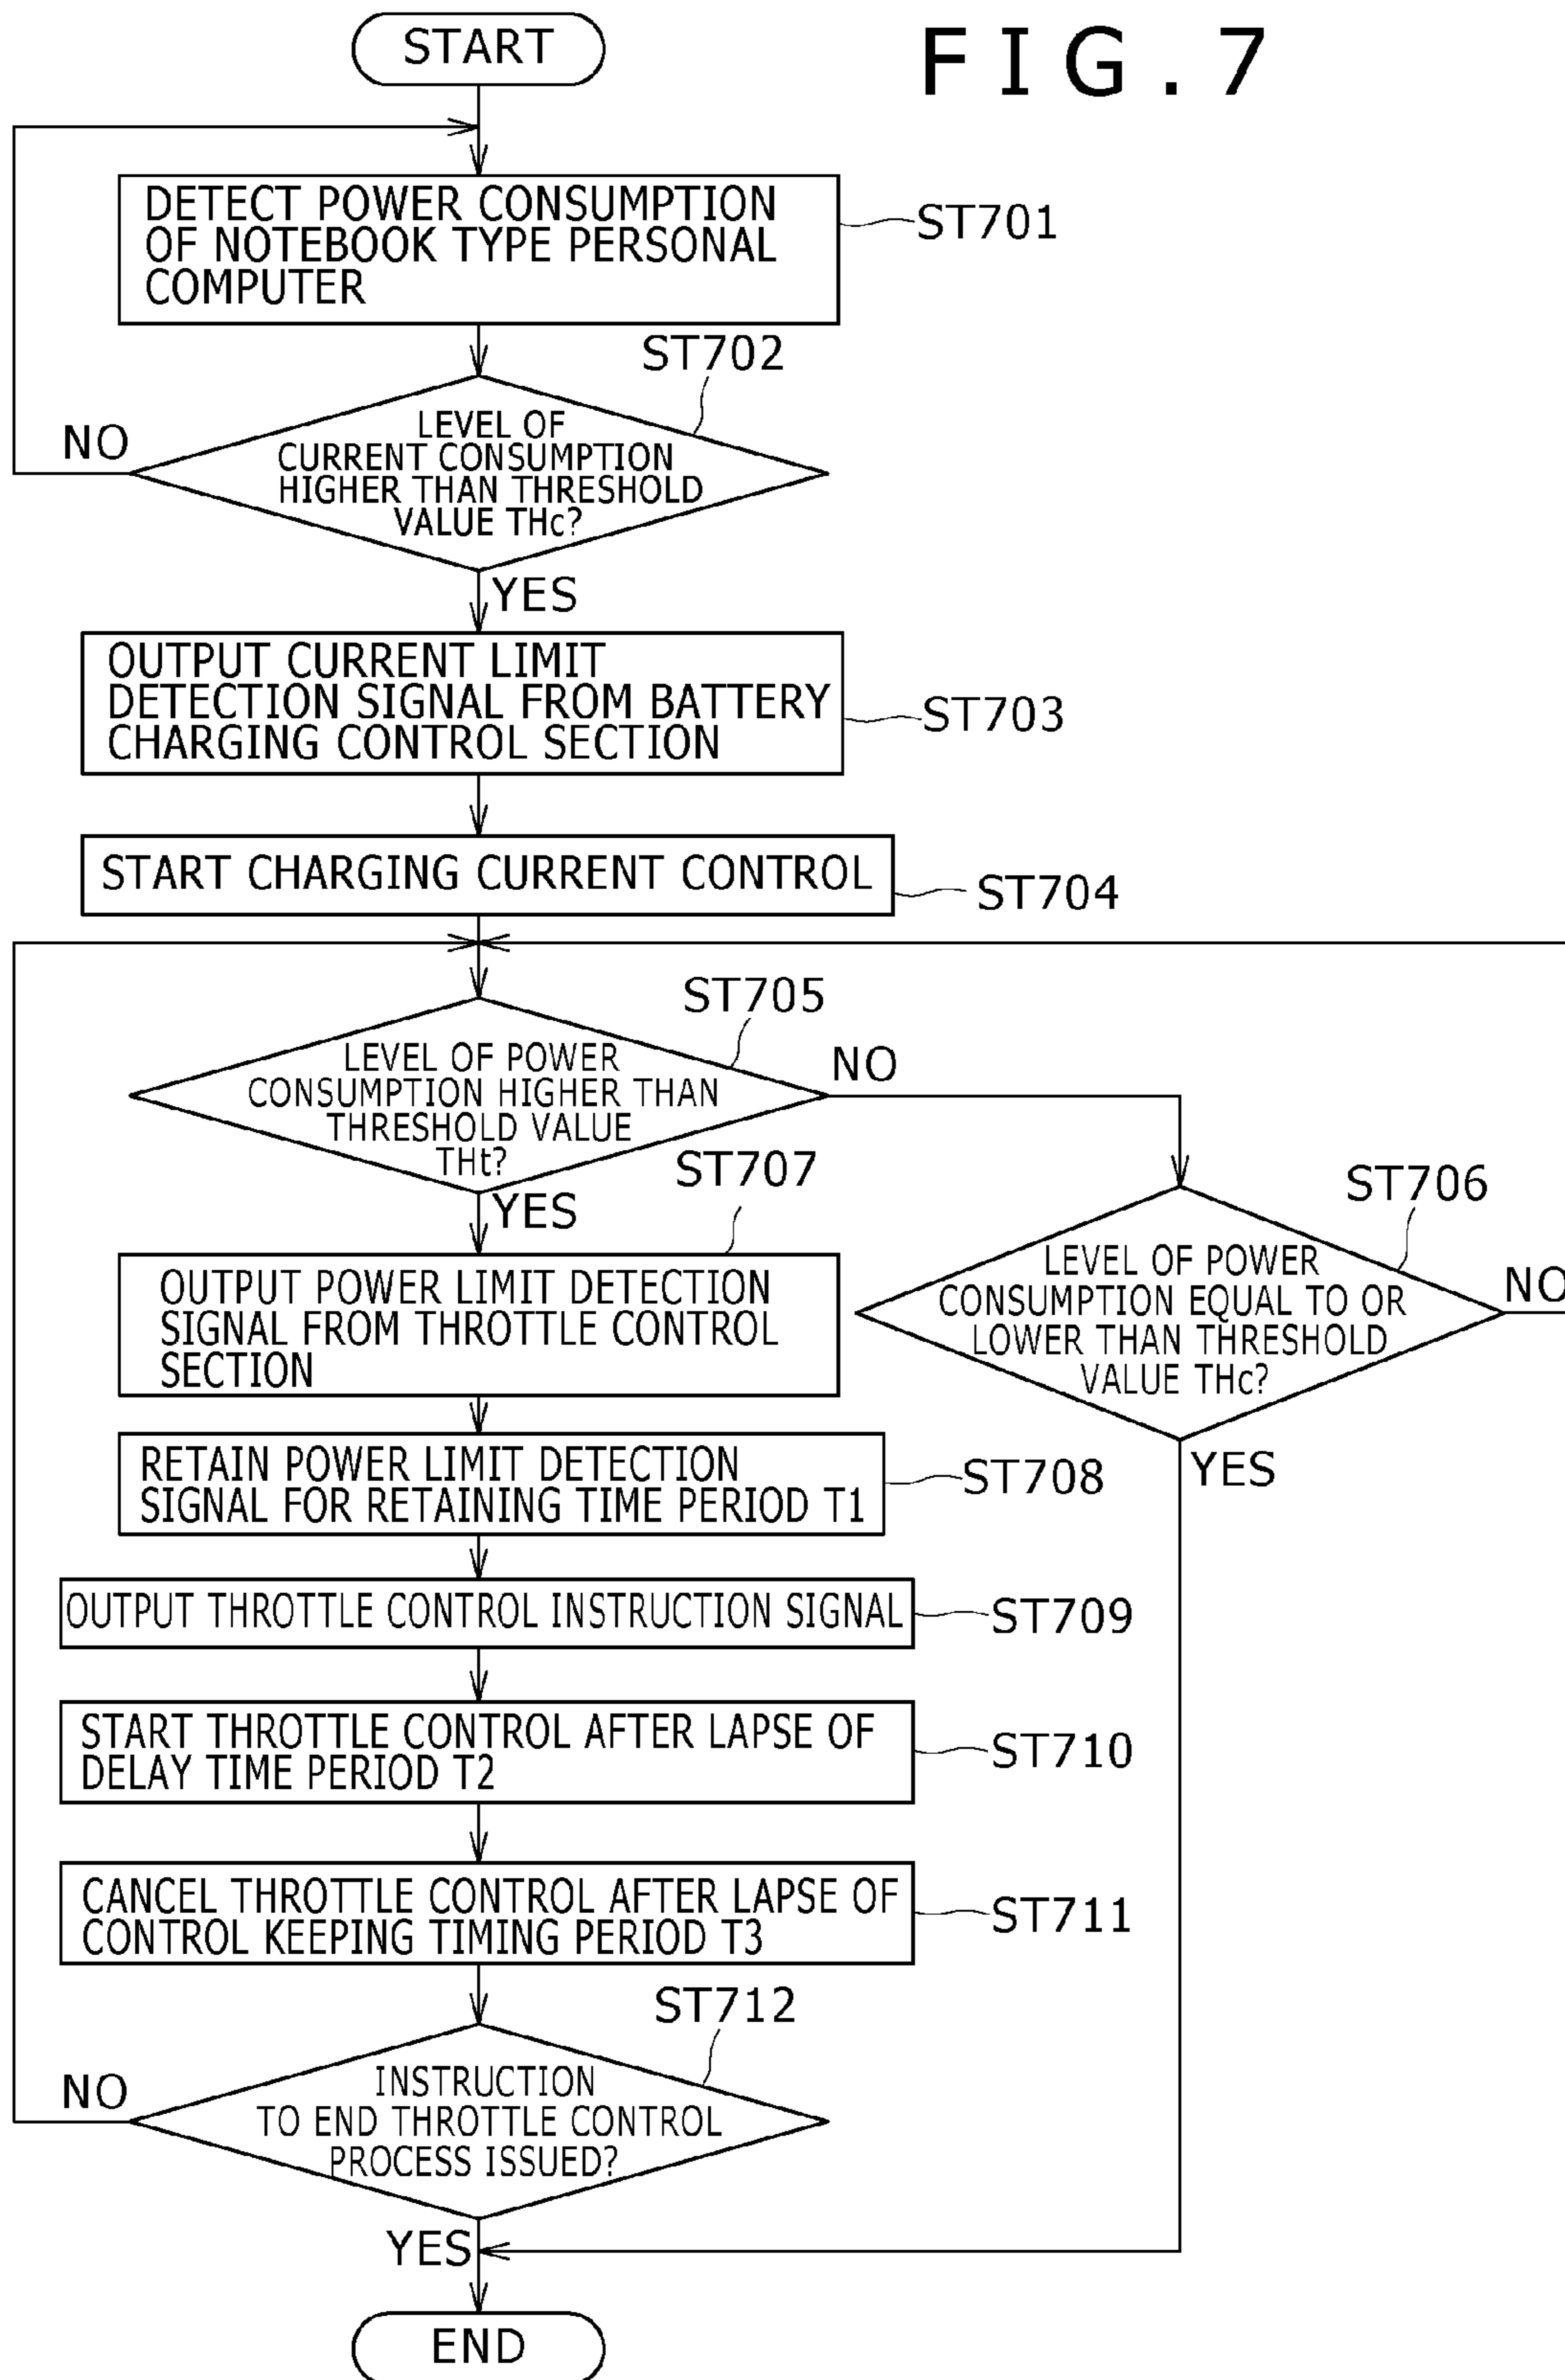 START
FIG.7
DETECT POWER CONSUMPTION
OF NOTEBOOK TYPE PERSONAL
COMPUTER
ST701
ST702
LEVEL OF
CURRENT CONSUMPTION
HIGHER THAN THRESHOLD
VALUE THc?
NO
YES
OUTPUT CURRENT LIMIT
DETECTION SIGNAL FROM BATTERY
CHARGING CONTROL SECTION
ST703
START CHARGING CURRENT CONTROL
ST704
ST705
LEVEL OF POWER
CONSUMPTION HIGHER THAN
THRESHOLD VALUE
THt?
NO
YES
ST706
LEVEL OF POWER
CONSUMPTION EQUAL TO OR
LOWER THAN THRESHOLD
VALUE THc?
NO
YES
ST707
OUTPUT POWER LIMIT DETECTION
SIGNAL FROM THROTTLE CONTROL
SECTION
RETAIN POWER LIMIT DETECTION
SIGNAL FOR RETAINING TIME PERIOD T1
ST708
OUTPUT THROTTLE CONTROL INSTRUCTION SIGNAL
ST709
START THROTTLE CONTROL AFTER LAPSE OF
DELAY TIME PERIOD T2
ST710
CANCEL THROTTLE CONTROL AFTER LAPSE OF
CONTROL KEEPING TIMING PERIOD T3
ST711
ST712
INSTRUCTION
TO END THROTTLE CONTROL
PROCESS ISSUED?
NO
YES
END